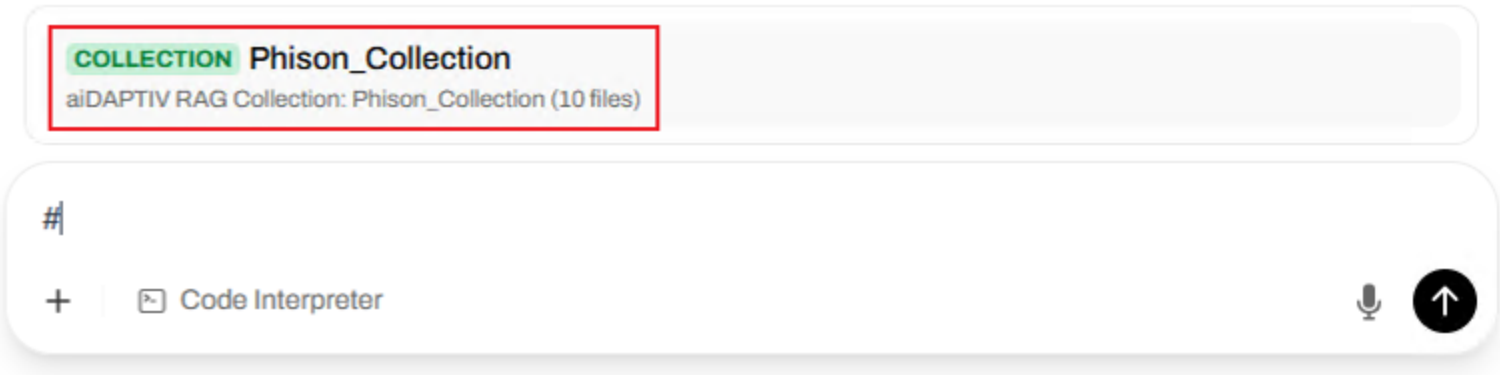 COLLECTION Phison_Collection
aiDAPTIV RAG Collection: Phison_Collection (10 files)
#
Code Interpreter